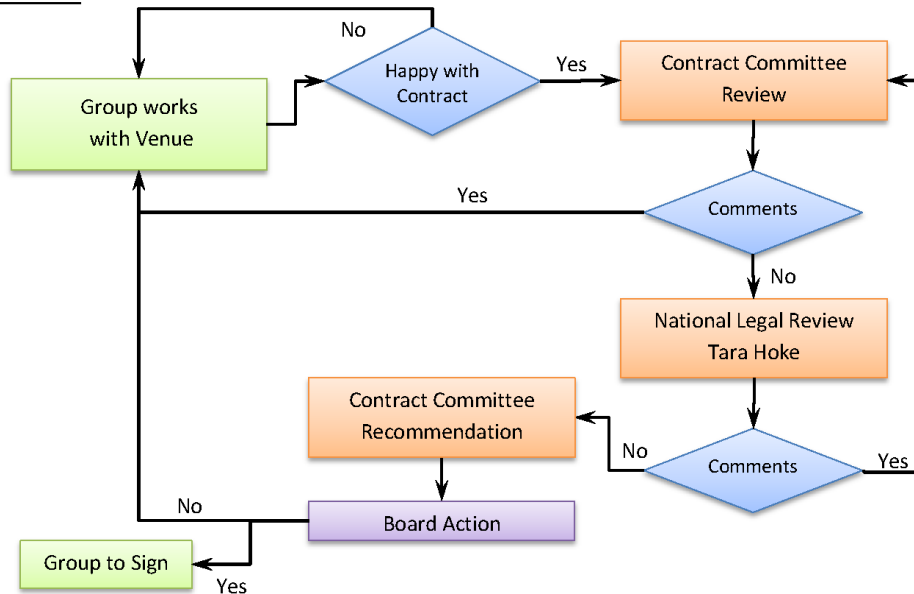 No
Happy with
Contract
Yes
Contract Committee
Review
Group works
with Venue
Yes
Comments
No
National Legal Review
Tara Hoke
Contract Committee
Recommendation
No
Comments
Yes
No
Board Action
Group to Sign
Yes